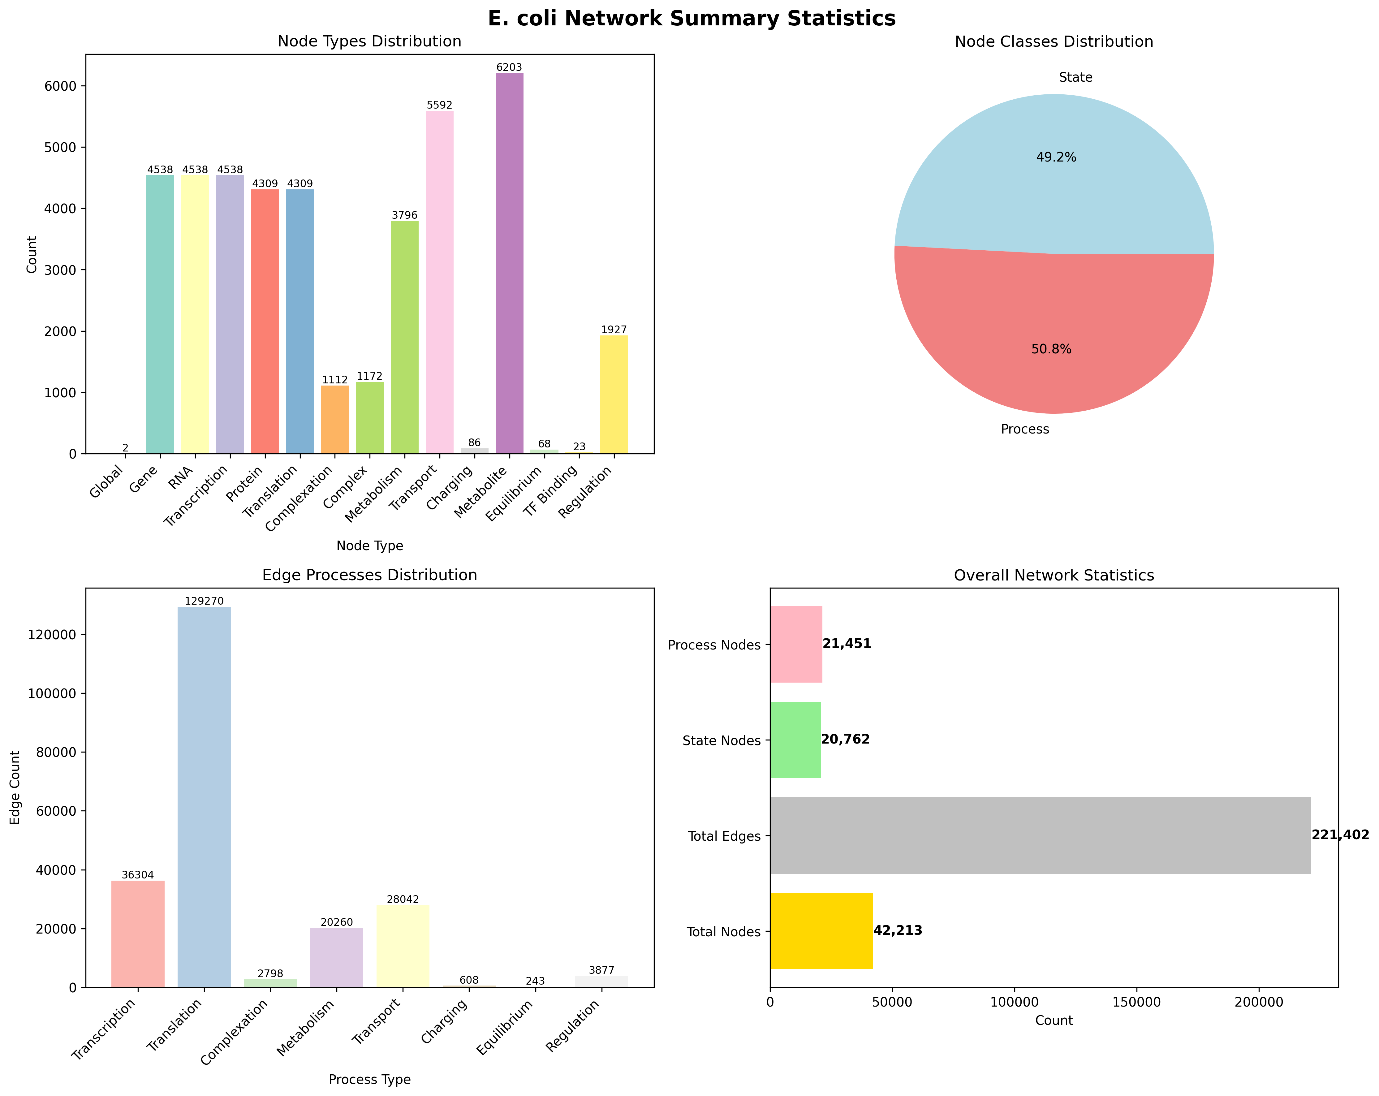 E. coli Network Summary Statistics
Node Types Distribution
Count
6000
5000
4000
3000
2000
1000
0
2
4538
4538
4538
4309
4309
1112
1172
3796
5592
86
6203
68
23
1927
Global
Gene
RNA
Transcription
Protein
Translation
Complexation
Complex
Metabolism
Transport
Charging
Metabolite
Equilibrium
TF Binding
Regulation
Node Type
Node Classes Distribution
State
49.2%
50.8%
Process
Edge Processes Distribution
Edge Count
120000
100000
80000
60000
40000
20000
0
36304
129270
2798
20260
28042
608
243
3877
Transcription
Translation
Complexation
Metabolism
Transport
Charging
Equilibrium
Regulation
Process Type
Overall Network Statistics
Process Nodes
21,451
State Nodes
20,762
Total Edges
221,402
Total Nodes
42,213
0
50000
100000
150000
200000
Count